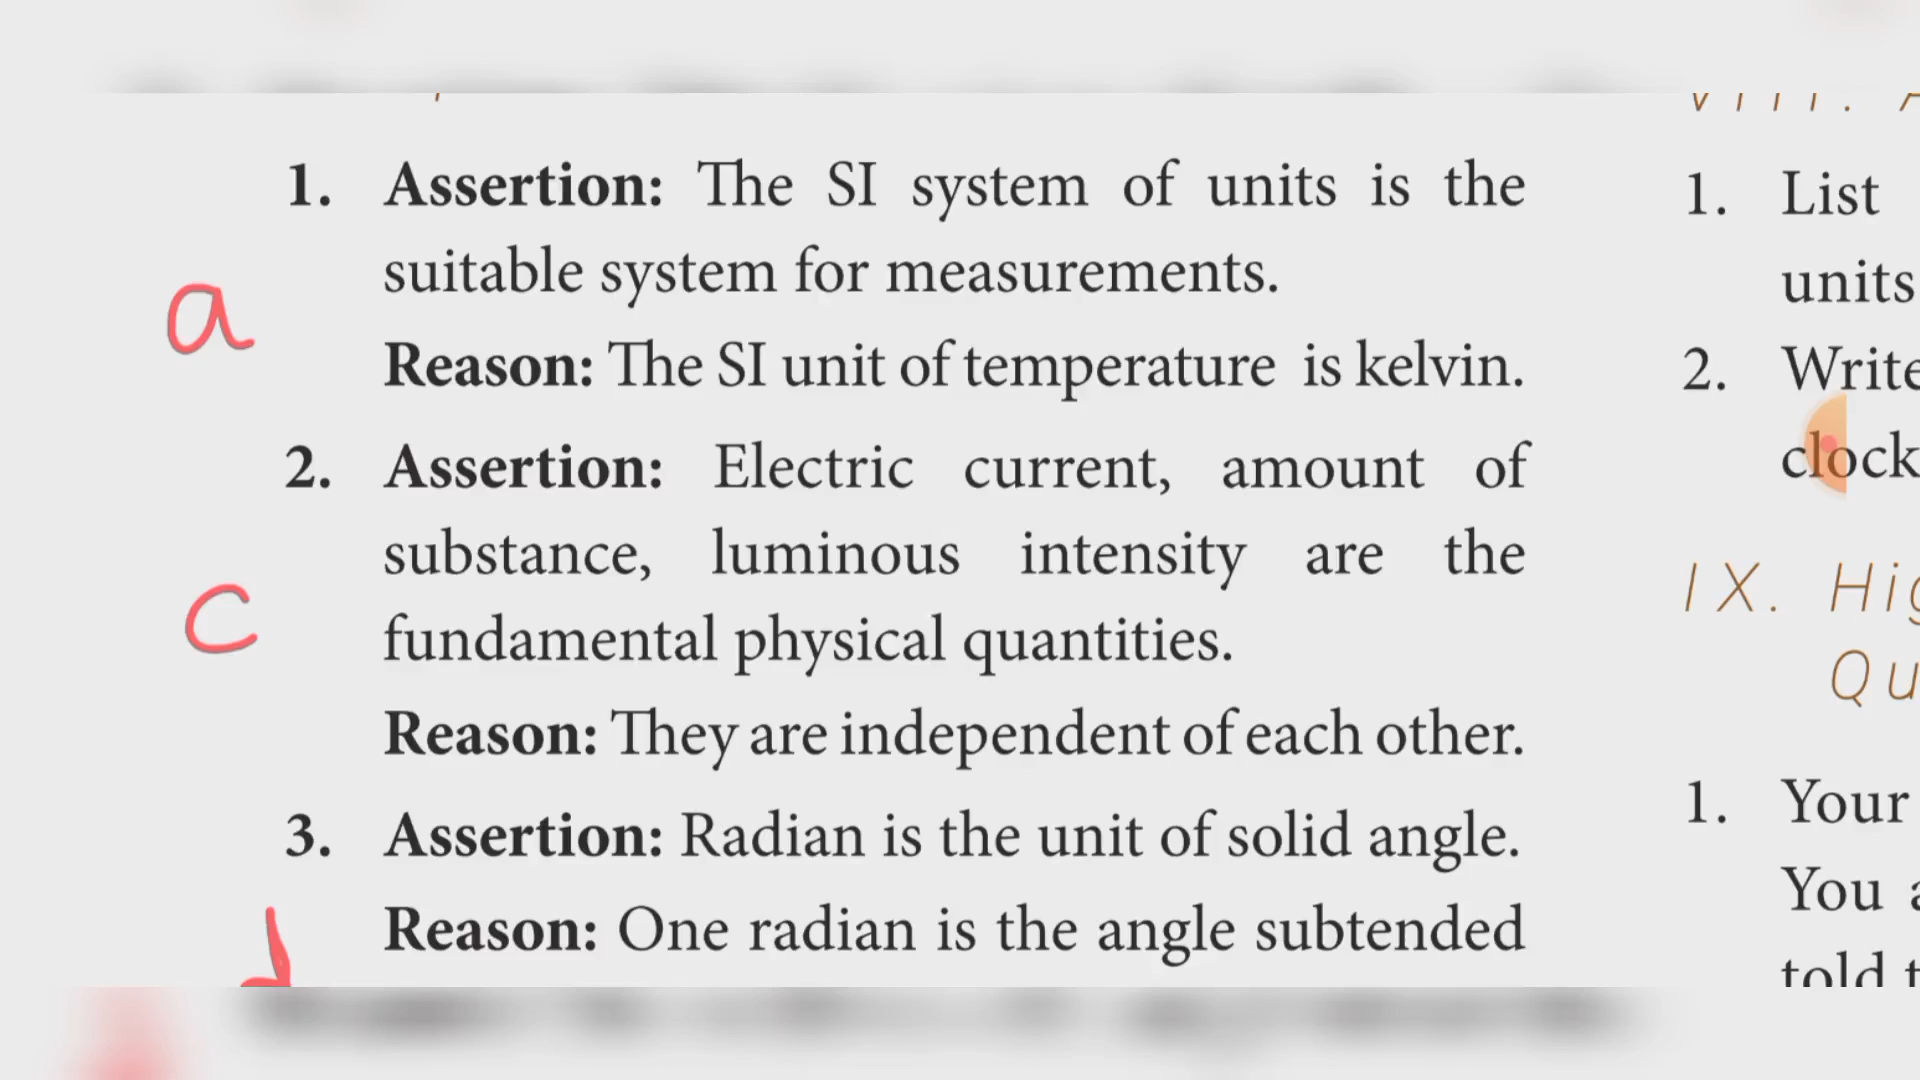 VIII. A
1. Assertion: The SI system of units is the
suitable system for measurements.
a
Reason: The SI unit of temperature is kelvin.
2. Assertion: Electric current, amount of
substance, luminous intensity are the
c
fundamental physical quantities.
Reason: They are independent of each other.
3. Assertion: Radian is the unit of solid angle.
Reason: One radian is the angle subtended
d
1. List
units
2. Write
clock
IX. Hig
Qu
1. Your
You a
told t